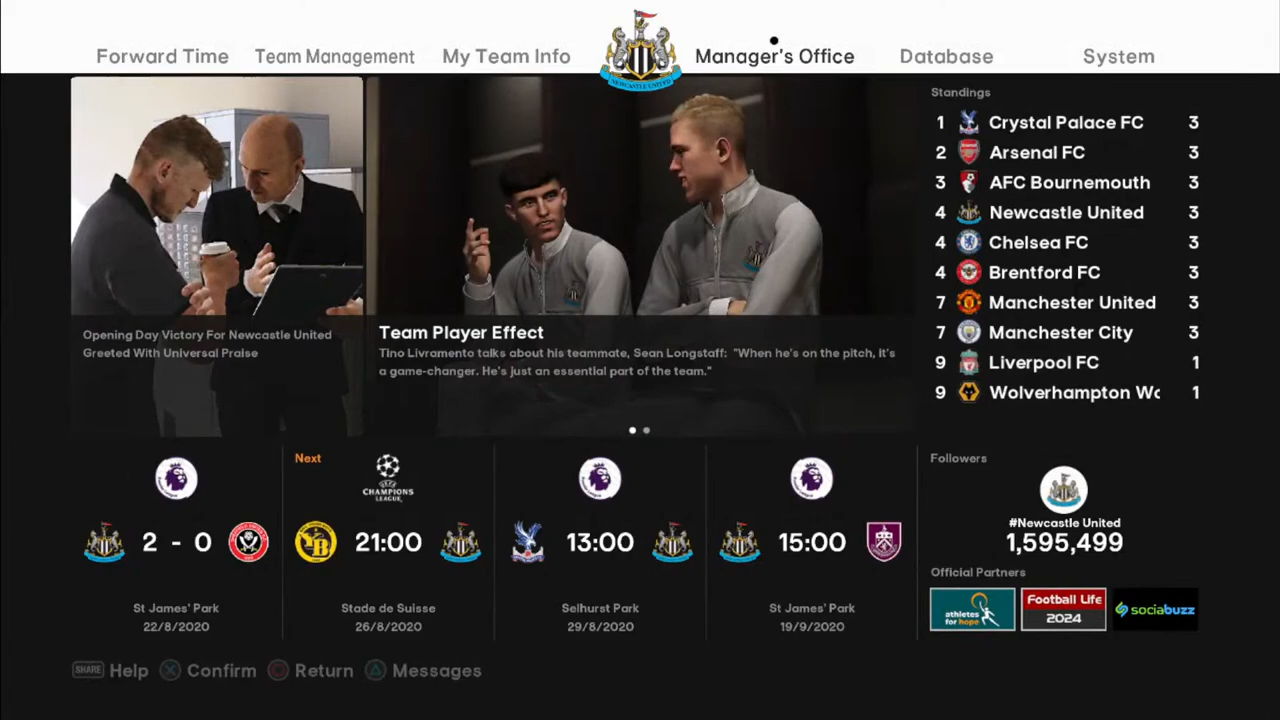 Forward Time
Team Management
My Team Info
NEWCASTLE UNITED
Manager's Office
Database
System
Opening Day Victory For Newcastle United
Greeted With Universal Praise
Team Player Effect
Tino Livramento talks about his teammate, Sean Longstaff: "When he's on the pitch, it's
a game-changer. He's just an essential part of the team."
Standings
1 Crystal Palace FC 3
2 Arsenal FC 3
3 AFC Bournemouth 3
4 Newcastle United 3
4 Chelsea FC 3
4 Brentford FC 3
7 Manchester United 3
7 Manchester City 3
9 Liverpool FC 1
9 Wolverhampton Wc 1
2 - 0
St James' Park
22/8/2020
Next
UEFA
CHAMPIONS
LEAGUE
21:00
Stade de Suisse
26/8/2020
13:00
Selhurst Park
29/8/2020
15:00
St James' Park
19/9/2020
Followers
#Newcastle United
1,595,499
Official Partners
athletes
for hope
Football Life
2024
sociabuzz
SHARE Help
Confirm
Return
Messages